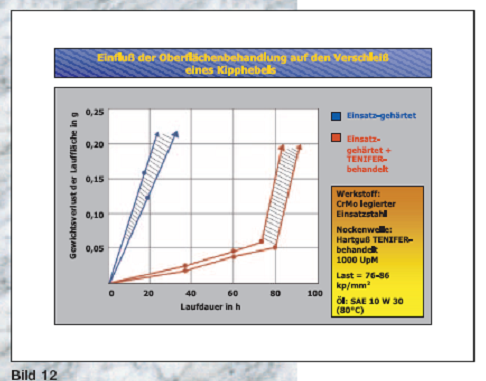 Einfluß der Oberflächenbehandlung auf den Verschleiß
eines Kipphebels
Gewichtsverlust der Lauffläche in g
0,25
0,20
0,15
0,10
0,05
0
20
40
60
80
100
Laufdauer in h
Einsatz-gehärtet
Einsatz-
gehärtet +
TENIFER-
behandelt
Werkstoff:
CrMo legierter
Einsatzstahl
Nockenwelle:
Hartguß TENIFER-
behandelt
1000 UpM
Last = 76-86
kp/mm²
Öl: SAE 10 W 30
(80°C)
Bild 12